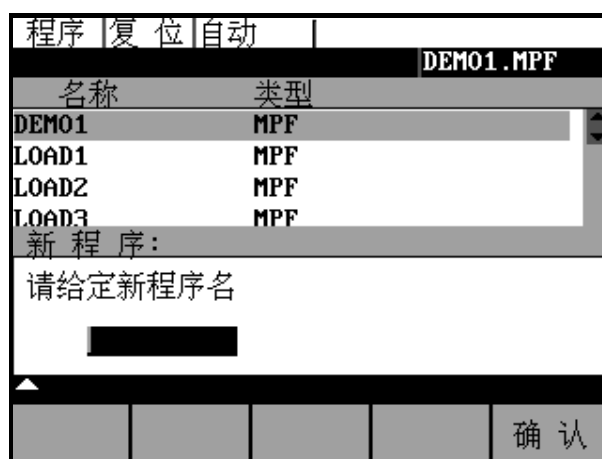 程序 复 位 自动
DEMO1.MPF
名称 类型
DEMO1 MPF
LOAD1 MPF
LOAD2 MPF
LOAD3 MPF
新 程 序:
请给定新程序名
确 认